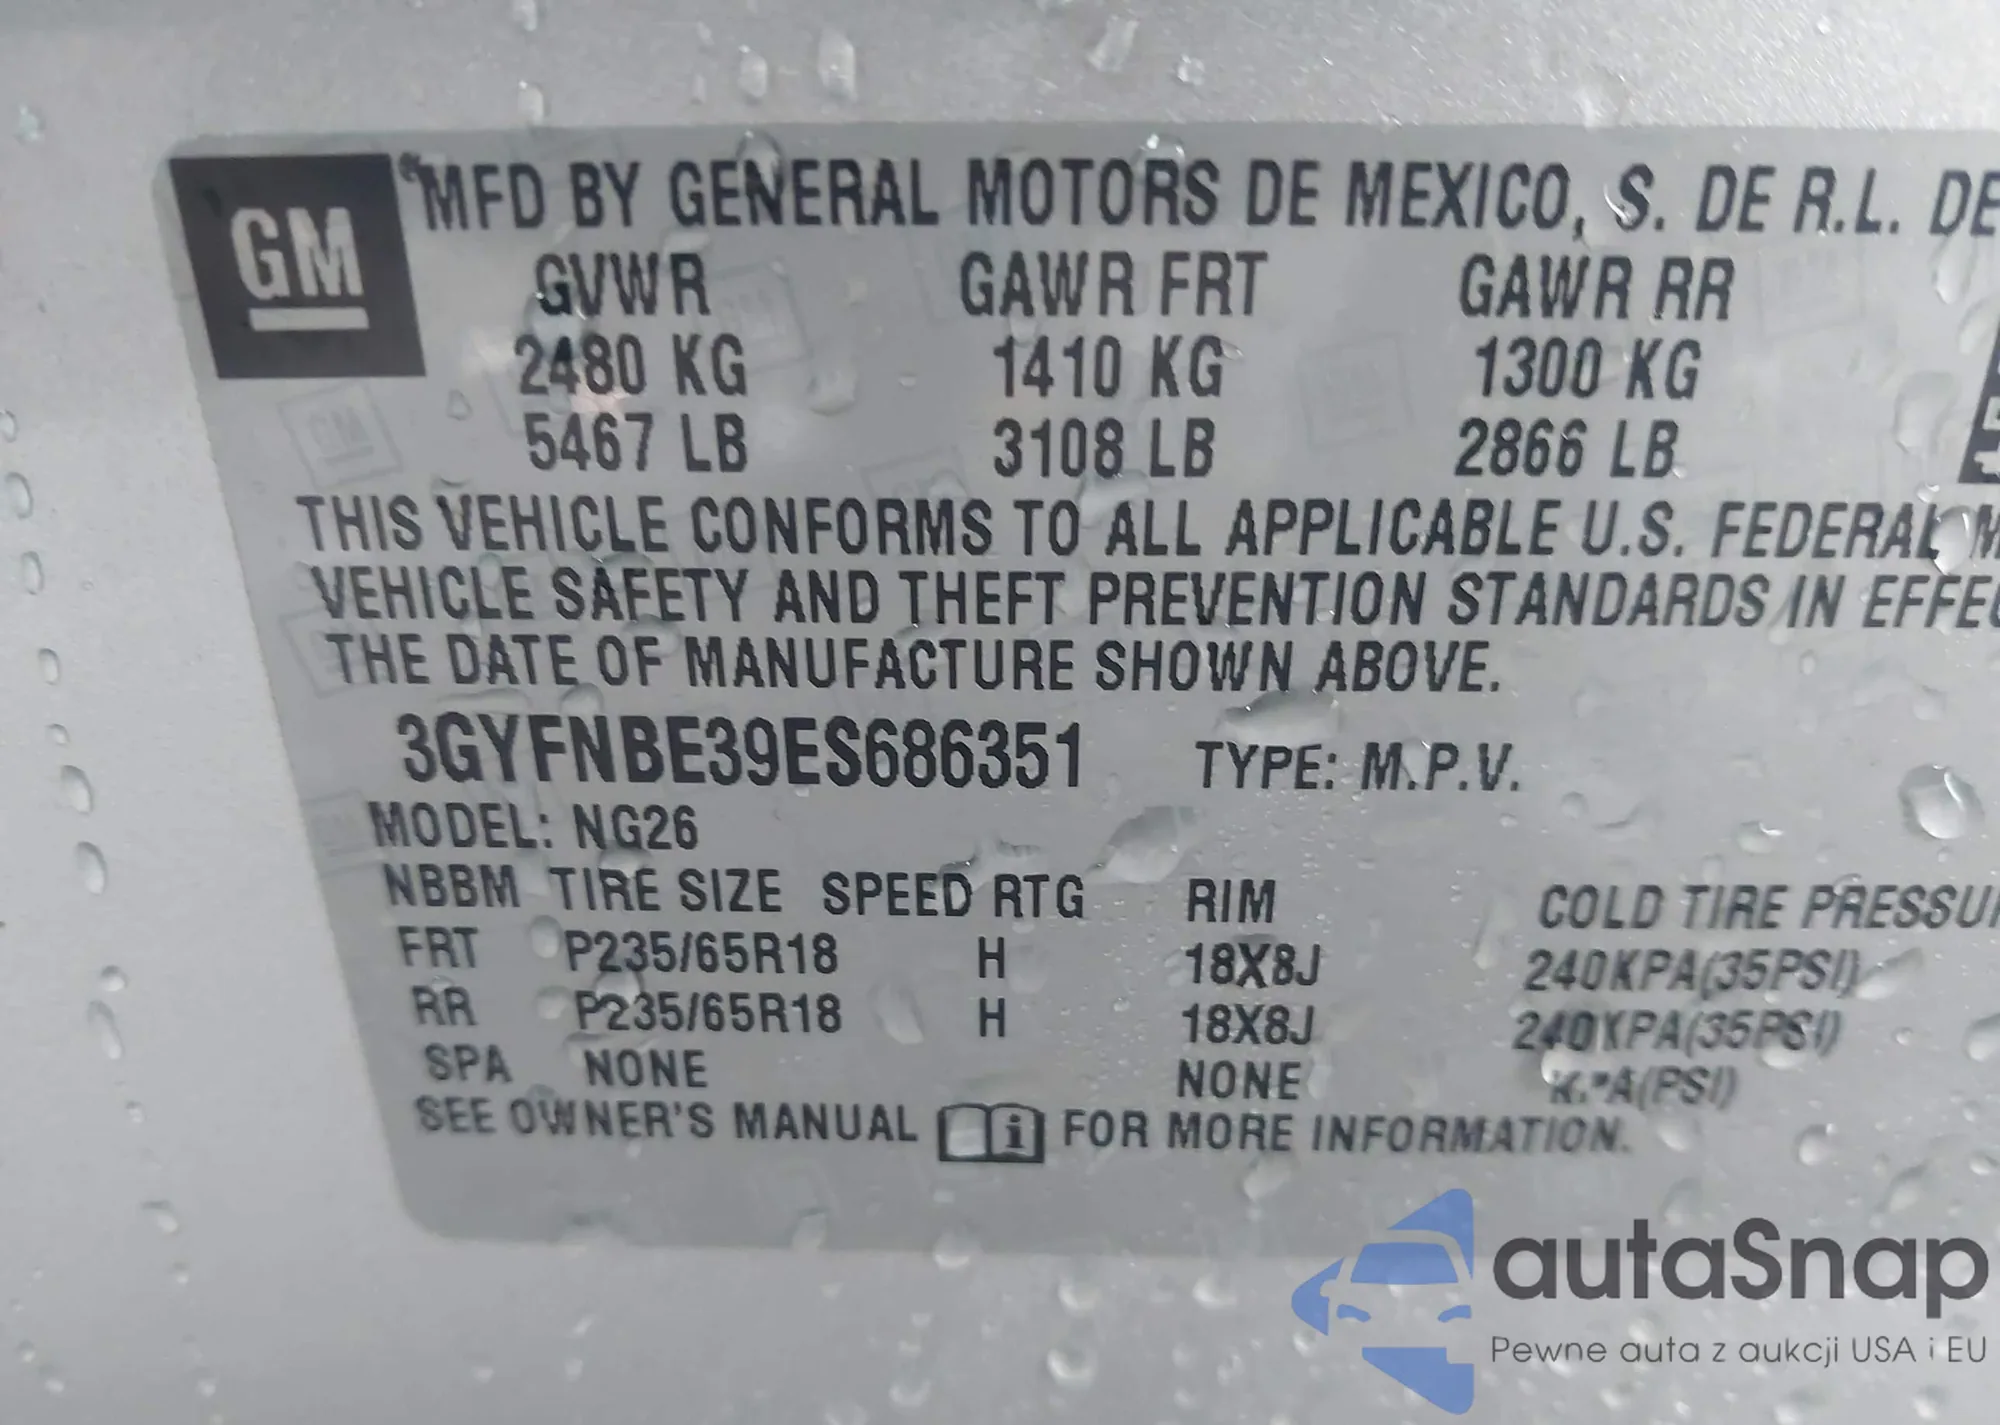 GM
MFD BY GENERAL MOTORS DE MEXICO, S. DE R.L. DE
GVWR GAWR FRT GAWR RR
2480 KG 1410 KG 1300 KG
5467 LB 3108 LB 2866 LB
THIS VEHICLE CONFORMS TO ALL APPLICABLE U.S. FEDERAL M
VEHICLE SAFETY AND THEFT PREVENTION STANDARDS IN EFFEC
THE DATE OF MANUFACTURE SHOWN ABOVE.
3GYFNBE39ES686351 TYPE: M.P.V.
MODEL: NG26
NBBM TIRE SIZE SPEED RTG RIM COLD TIRE PRESSUR
FRT P235/65R18 H 18X8J 240KPA(35PSI)
RR P235/65R18 H 18X8J 240KPA(35PSI)
SPA NONE NONE KPA(PSI)
SEE OWNER'S MANUAL i FOR MORE INFORMATION.
autaSnap
Pewne auta z aukcji USA i EU